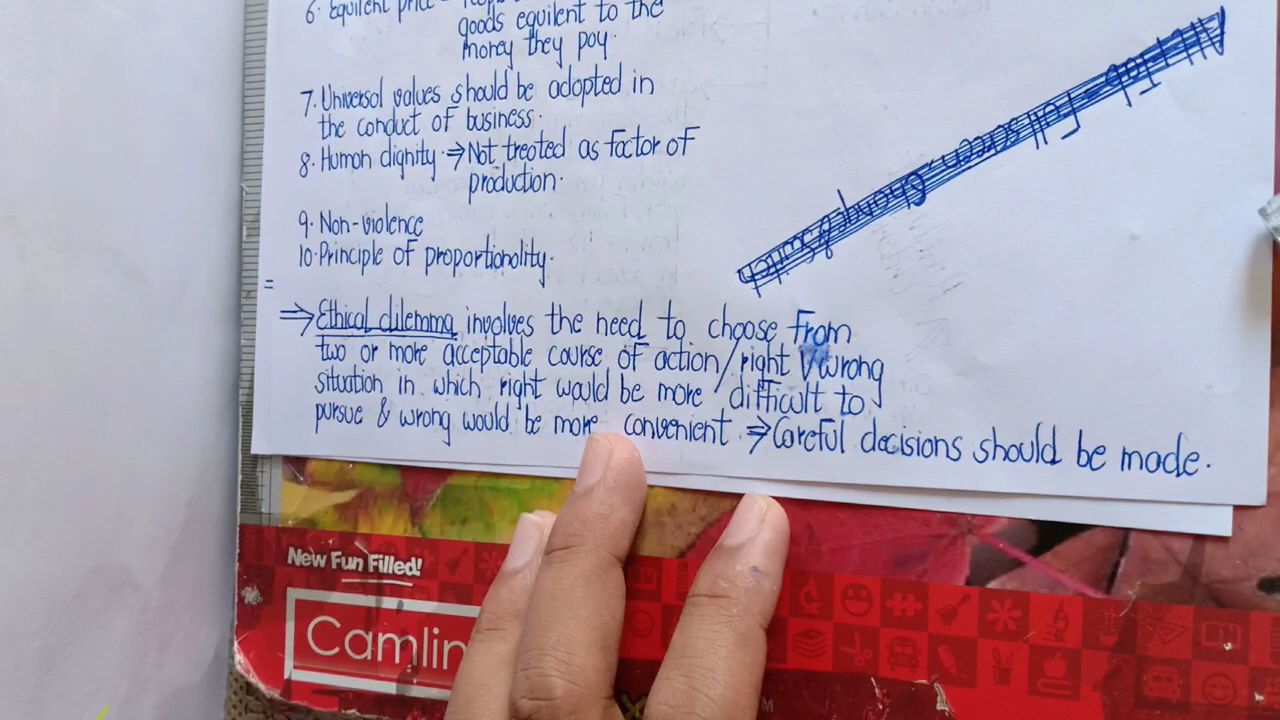 6. Equilent price -
goods equilent to the
money they pay.
7. Universal values should be adopted in
the conduct of business.
8. Human dignity ⇒ Not treated as factor of
production.
9. Non-violence
10. Principle of proportionality.
=
⇒ Ethical dilemma involves the need to choose from
two or more acceptable course of action/right V wrong
situation in which right would be more difficult to
pursue & wrong would be more convenient ⇒ Careful decisions should be made.
New Fun Filled!
Camlin